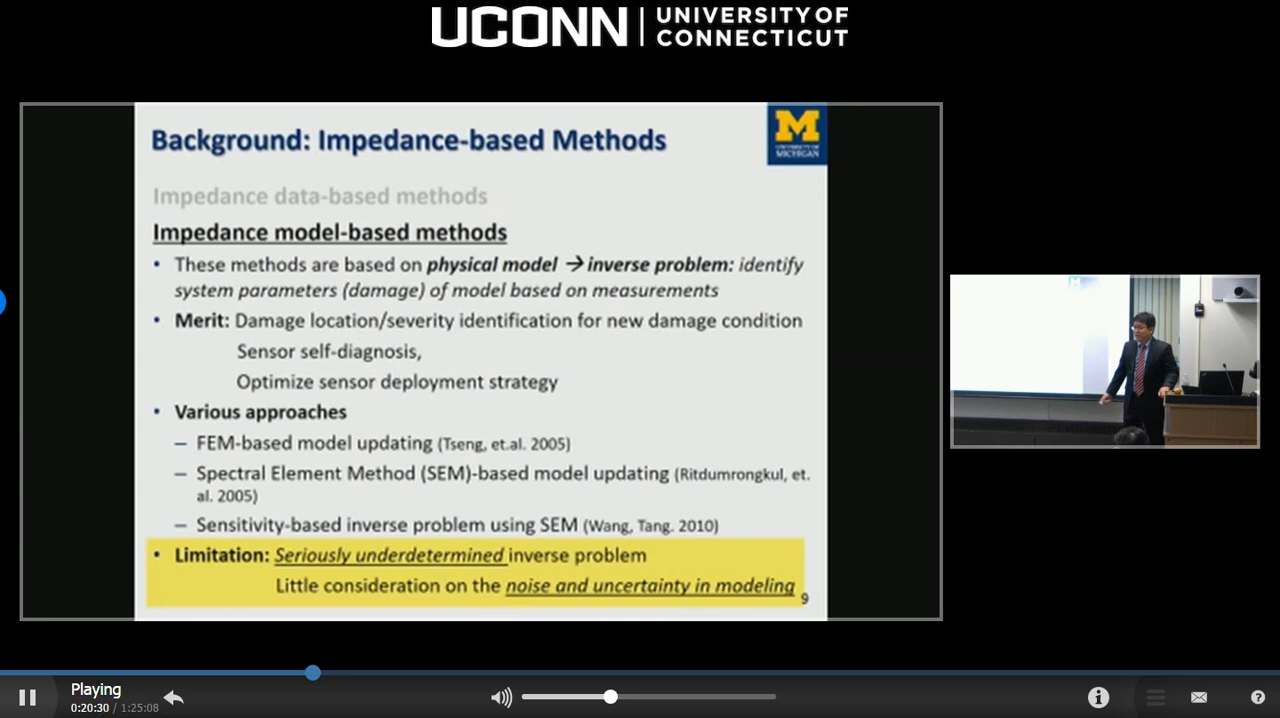 UCONN | UNIVERSITY OF
CONNECTICUT
Background: Impedance-based Methods
M
UNIVERSITY OF
MICHIGAN
Impedance data-based methods
Impedance model-based methods
• These methods are based on physical model → inverse problem: identify
system parameters (damage) of model based on measurements
• Merit: Damage location/severity identification for new damage condition
Sensor self-diagnosis,
Optimize sensor deployment strategy
• Various approaches
– FEM-based model updating (Tseng, et.al. 2005)
– Spectral Element Method (SEM)-based model updating (Ritdumrongkul, et.
al. 2005)
– Sensitivity-based inverse problem using SEM (Wang, Tang. 2010)
• Limitation: Seriously underdetermined inverse problem
Little consideration on the noise and uncertainty in modeling
9
Playing
0:20:30 / 1:25:08